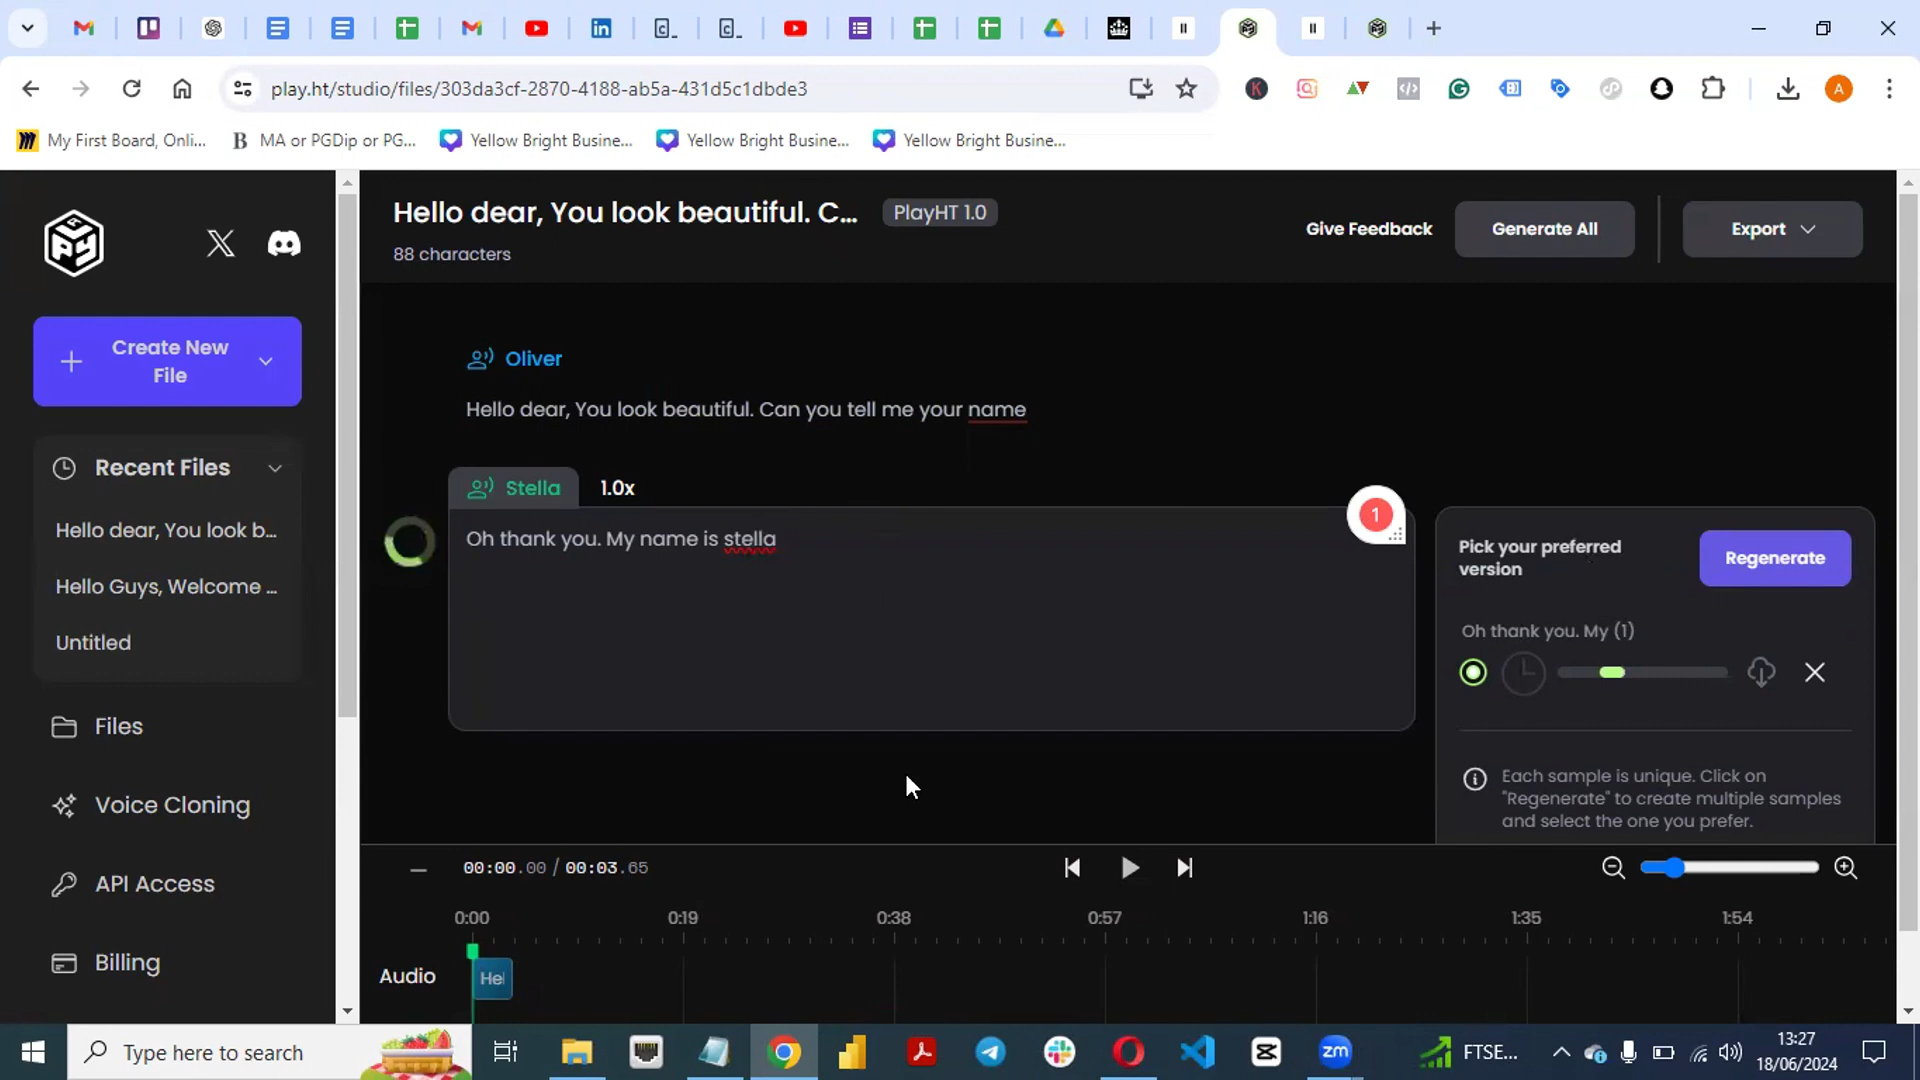 play.ht/studio/files/303da3cf-2870-4188-ab5a-431d5c1dbde3
A
My First Board, Onli...
B MA or PGDip or PG...
Yellow Bright Busine...
Yellow Bright Busine...
Yellow Bright Busine...
Hello dear, You look beautiful. C...
PlayHT 1.0
88 characters
Give Feedback
Generate All
Export
Create New
File
Recent Files
Hello dear, You look b...
Hello Guys, Welcome ...
Untitled
Files
Voice Cloning
API Access
Billing
Oliver
Hello dear, You look beautiful. Can you tell me your name
Stella
1.0x
1
Oh thank you. My name is stella
Pick your preferred
version
Regenerate
Oh thank you. My (1)
Each sample is unique. Click on
"Regenerate" to create multiple samples
and select the one you prefer.
00:00.00 / 00:03.65
0:00 0:19 0:38 0:57 1:16 1:35 1:54
Audio
Hel
Type here to search
zm
FTSE...
13:27
18/06/2024